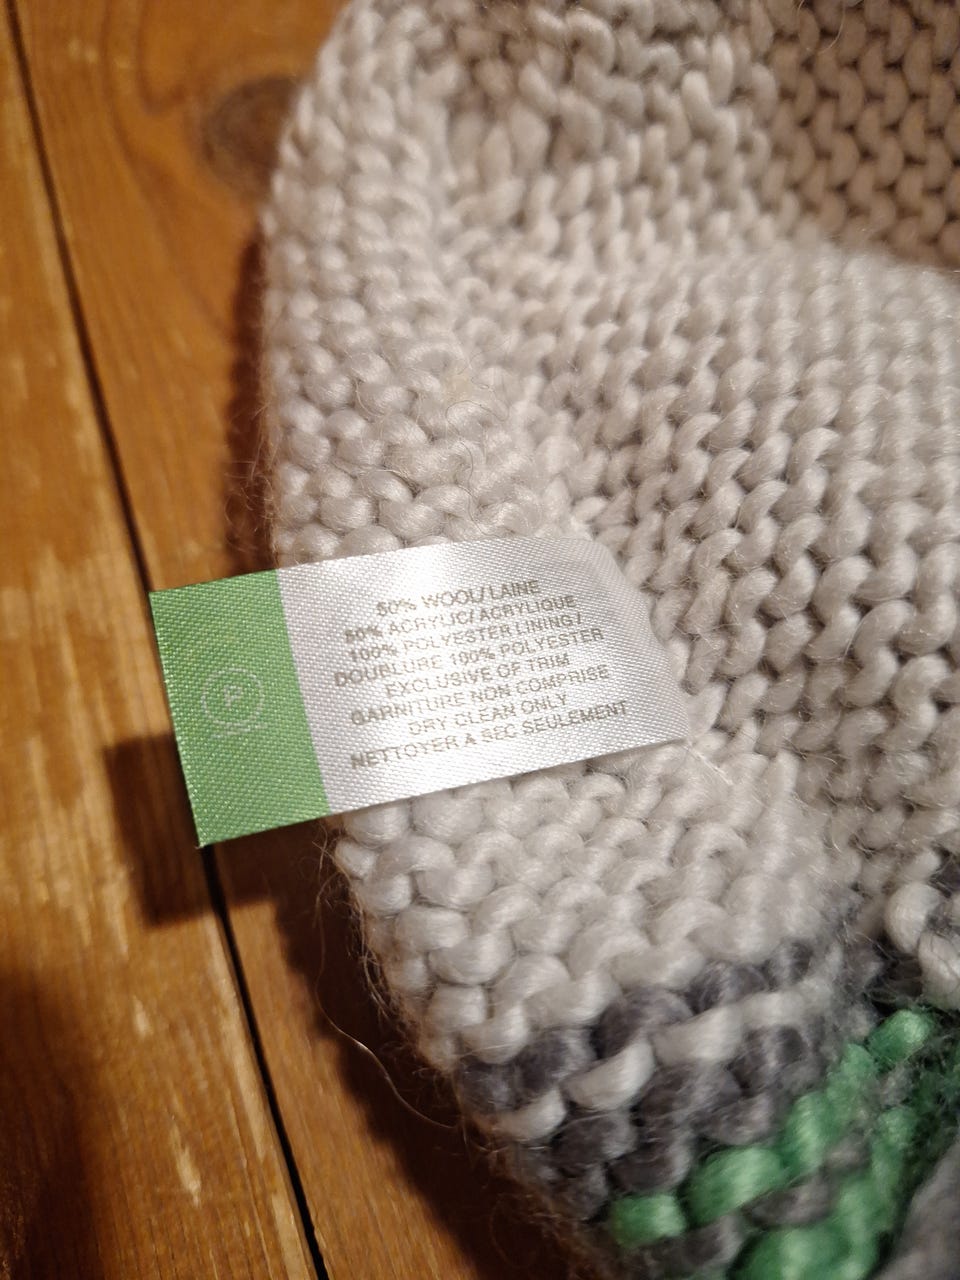 50% WOOL/ LAINE
50% ACRYLIC/ ACRYLIQUE
100% POLYESTER LINING /
DOUBLURE 100% POLYESTER
EXCLUSIVE OF TRIM
GARNITURE NON COMPRISE
DRY CLEAN ONLY
NETTOYER A SEC SEULEMENT
P